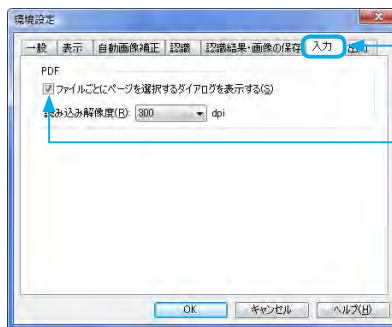 環境設定
一般 表示 自動画像補正 認識 認識結果・画像の保存 入力
PDF
ファイルごとにページを選択するダイアログを表示する(S)
読み込み解像度(R): 300 dpi
OK キャンセル ヘルプ(H)